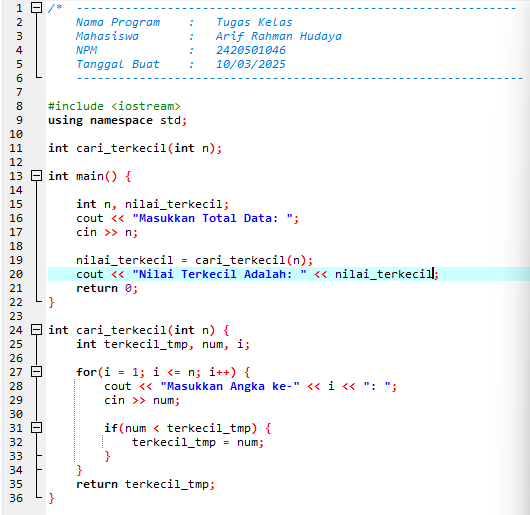 1 /* ---------------------------------------------------------------
2 Nama Program : Tugas Kelas
3 Mahasiswa : Arif Rahman Hudaya
4 NPM : 2420501046
5 Tanggal Buat : 10/03/2025
6 ----------------------------------------------------------------
7
8 #include <iostream>
9 using namespace std;
10
11 int cari_terkecil(int n);
12
13 int main() {
14
15 int n, nilai_terkecil;
16 cout << "Masukkan Total Data: ";
17 cin >> n;
18
19 nilai_terkecil = cari_terkecil(n);
20 cout << "Nilai Terkecil Adalah: " << nilai_terkecil;
21 return 0;
22 }
23
24 int cari_terkecil(int n) {
25 int terkecil_tmp, num, i;
26
27 for(i = 1; i <= n; i++) {
28 cout << "Masukkan Angka ke-" << i << ": ";
29 cin >> num;
30
31 if(num < terkecil_tmp) {
32 terkecil_tmp = num;
33 }
34 }
35 return terkecil_tmp;
36 }